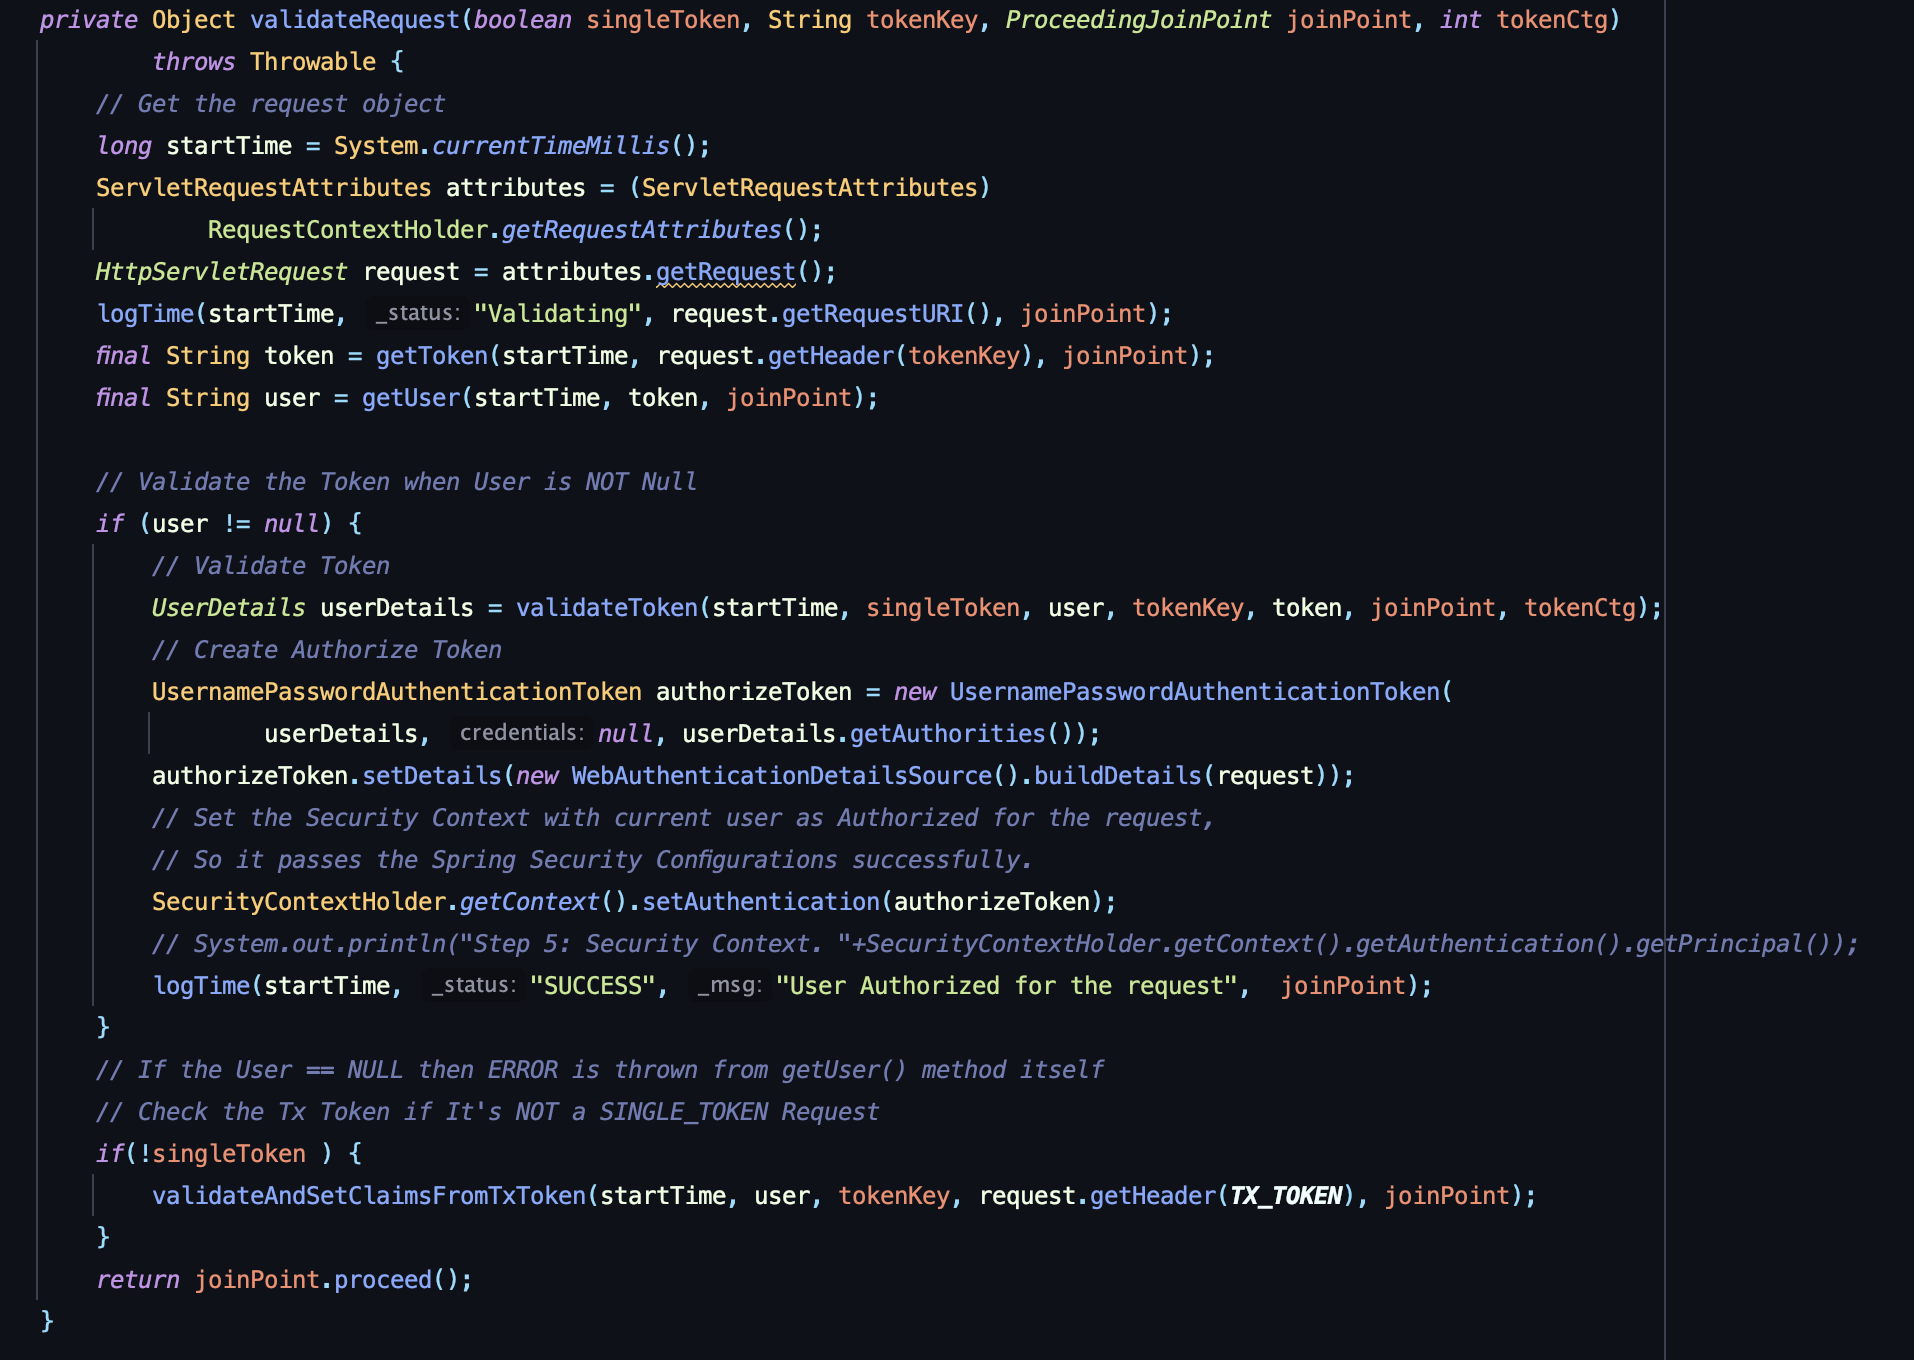 private Object validateRequest(boolean singleToken, String tokenKey, ProceedingJoinPoint joinPoint, int tokenCtg)
        throws Throwable {
    // Get the request object
    long startTime = System.currentTimeMillis();
    ServletRequestAttributes attributes = (ServletRequestAttributes)
            RequestContextHolder.getRequestAttributes();
    HttpServletRequest request = attributes.getRequest();
    logTime(startTime, _status: "Validating", request.getRequestURI(), joinPoint);
    final String token = getToken(startTime, request.getHeader(tokenKey), joinPoint);
    final String user = getUser(startTime, token, joinPoint);

    // Validate the Token when User is NOT Null
    if (user != null) {
        // Validate Token
        UserDetails userDetails = validateToken(startTime, singleToken, user, tokenKey, token, joinPoint, tokenCtg);
        // Create Authorize Token
        UsernamePasswordAuthenticationToken authorizeToken = new UsernamePasswordAuthenticationToken(
                userDetails, credentials: null, userDetails.getAuthorities());
        authorizeToken.setDetails(new WebAuthenticationDetailsSource().buildDetails(request));
        // Set the Security Context with current user as Authorized for the request,
        // So it passes the Spring Security Configurations successfully.
        SecurityContextHolder.getContext().setAuthentication(authorizeToken);
        // System.out.println("Step 5: Security Context. "+SecurityContextHolder.getContext().getAuthentication().getPrincipal());
        logTime(startTime, _status: "SUCCESS", _msg: "User Authorized for the request",  joinPoint);
    }
    // If the User == NULL then ERROR is thrown from getUser() method itself
    // Check the Tx Token if It's NOT a SINGLE_TOKEN Request
    if(!singleToken ) {
        validateAndSetClaimsFromTxToken(startTime, user, tokenKey, request.getHeader(TX_TOKEN), joinPoint);
    }
    return joinPoint.proceed();
}